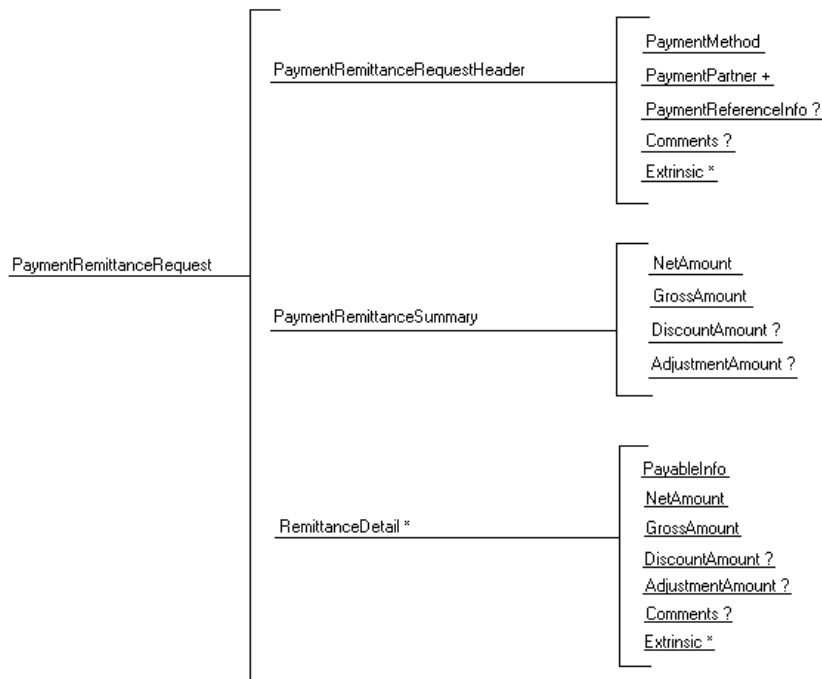 PaymentRemittanceRequest
PaymentRemittanceRequestHeader
PaymentMethod
PaymentPartner +
PaymentReferenceInfo ?
Comments ?
Extrinsic *
PaymentRemittanceSummary
NetAmount
GrossAmount
DiscountAmount ?
AdjustmentAmount ?
RemittanceDetail *
PayableInfo
NetAmount
GrossAmount
DiscountAmount ?
AdjustmentAmount ?
Comments ?
Extrinsic *